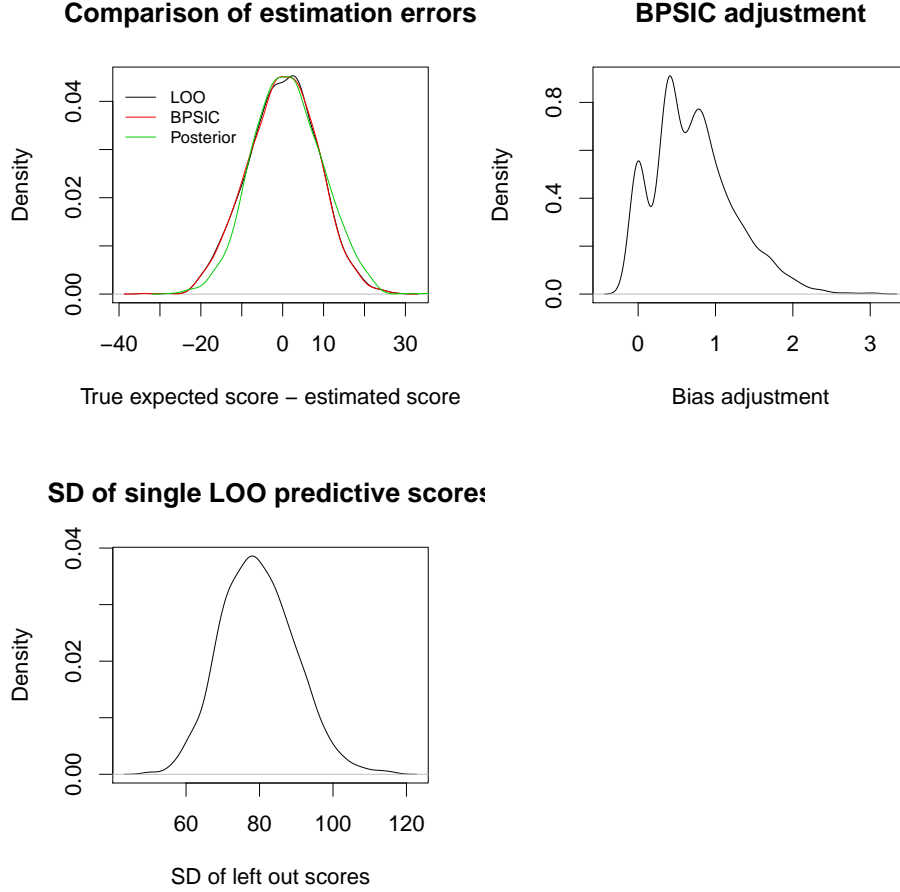 Comparison of estimation errors
Density
0.00
0.02
0.04
LOO
BPSIC
Posterior
−40
−20
0
10
30
True expected score − estimated score
BPSIC adjustment
Density
0.0
0.4
0.8
0
1
2
3
Bias adjustment
SD of single LOO predictive scores
Density
0.00
0.02
0.04
60
80
100
120
SD of left out scores